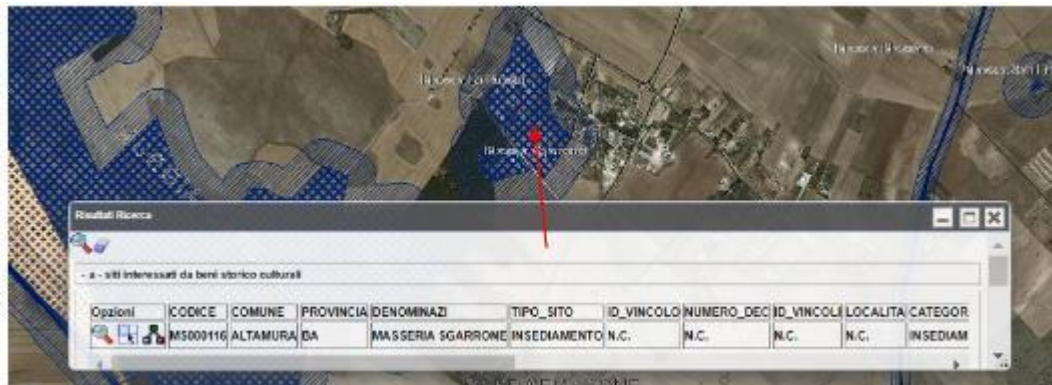 Risultati Ricerca
- a - siti interessati da beni storico culturali
Opzioni CODICE COMUNE PROVINCIA DENOMINAZI TIPO_SITO ID_VINCOLO NUMERO_DEC ID_VINCOLI LOCALITA CATEGOR
MS000116 ALTAMURA BA MASSERIA SGARRONE INSEDIAMENTO N.C. N.C. N.C. N.C. INSEDIAM